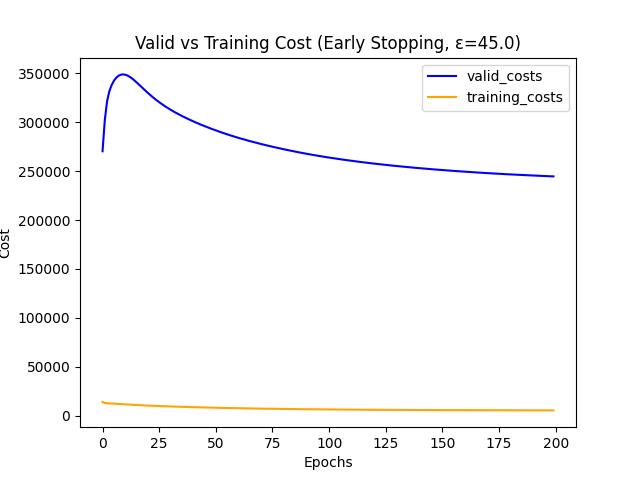 Valid vs Training Cost (Early Stopping, ε=45.0)
valid_costs
training_costs
350000
300000
250000
200000
150000
100000
50000
0
Cost
0 25 50 75 100 125 150 175 200
Epochs